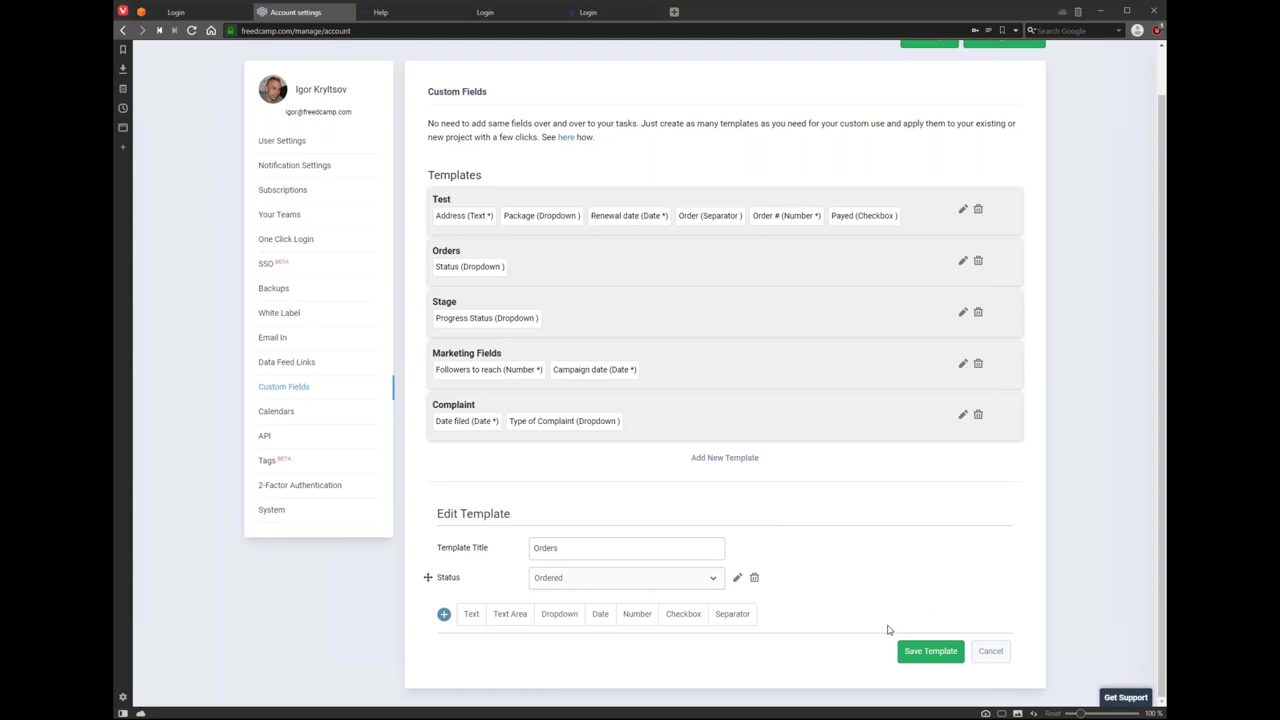 Login
Account settings
Help
Login
Login
freedcamp.com/manage/account
Search Google
Igor Kryltsov
igor@freedcamp.com
User Settings
Notification Settings
Subscriptions
Your Teams
One Click Login
SSO BETA
Backups
White Label
Email In
Data Feed Links
Custom Fields
Calendars
API
Tags BETA
2-Factor Authentication
System
Custom Fields
No need to add same fields over and over to your tasks. Just create as many templates as you need for your custom use and apply them to your existing or
new project with a few clicks. See here how.
Templates
Test
Address (Text *) Package (Dropdown ) Renewal date (Date *) Order (Separator ) Order # (Number *) Payed (Checkbox )
Orders
Status (Dropdown )
Stage
Progress Status (Dropdown )
Marketing Fields
Followers to reach (Number *) Campaign date (Date *)
Complaint
Date filed (Date *) Type of Complaint (Dropdown )
Add New Template
Edit Template
Template Title Orders
Status Ordered
Text Text Area Dropdown Date Number Checkbox Separator
Save Template Cancel
Get Support
Reset 100 %